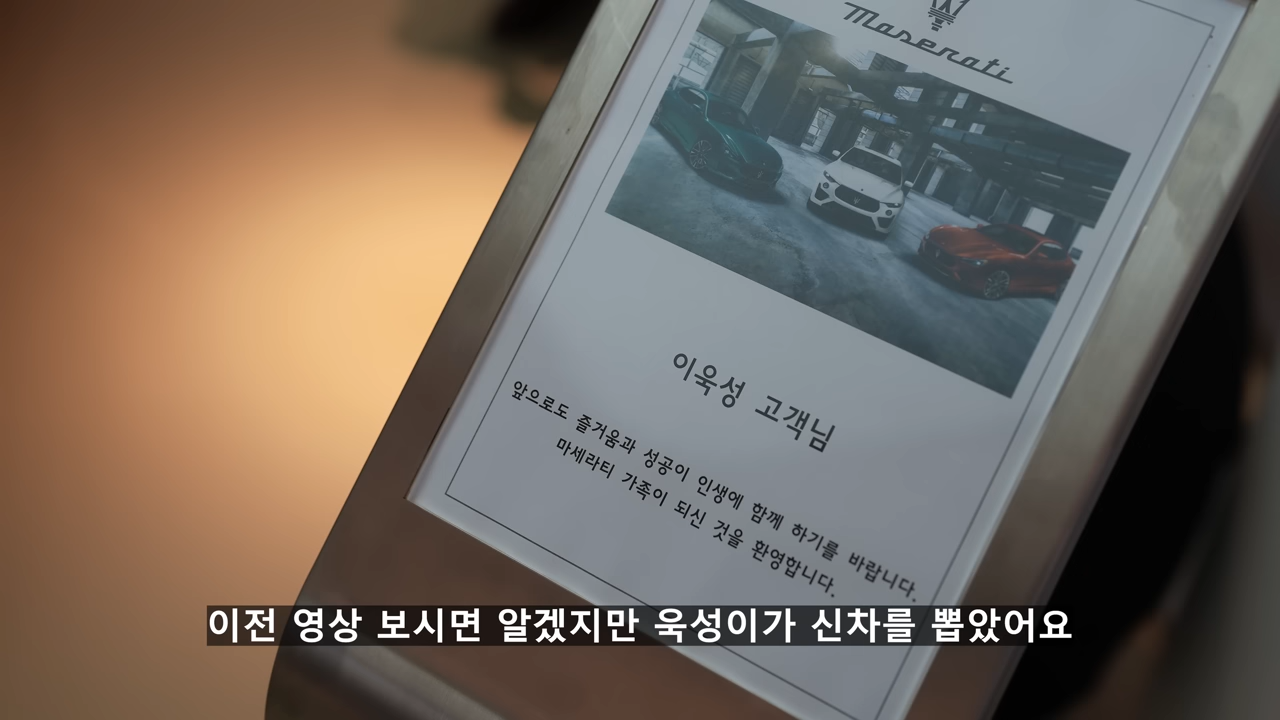 Maserati
이욱성 고객님
앞으로도 즐거움과 성공이 인생에 함께 하기를 바랍니다.
마세라티 가족이 되신 것을 환영합니다.
이전 영상 보시면 알겠지만 욱성이가 신차를 뽑았어요